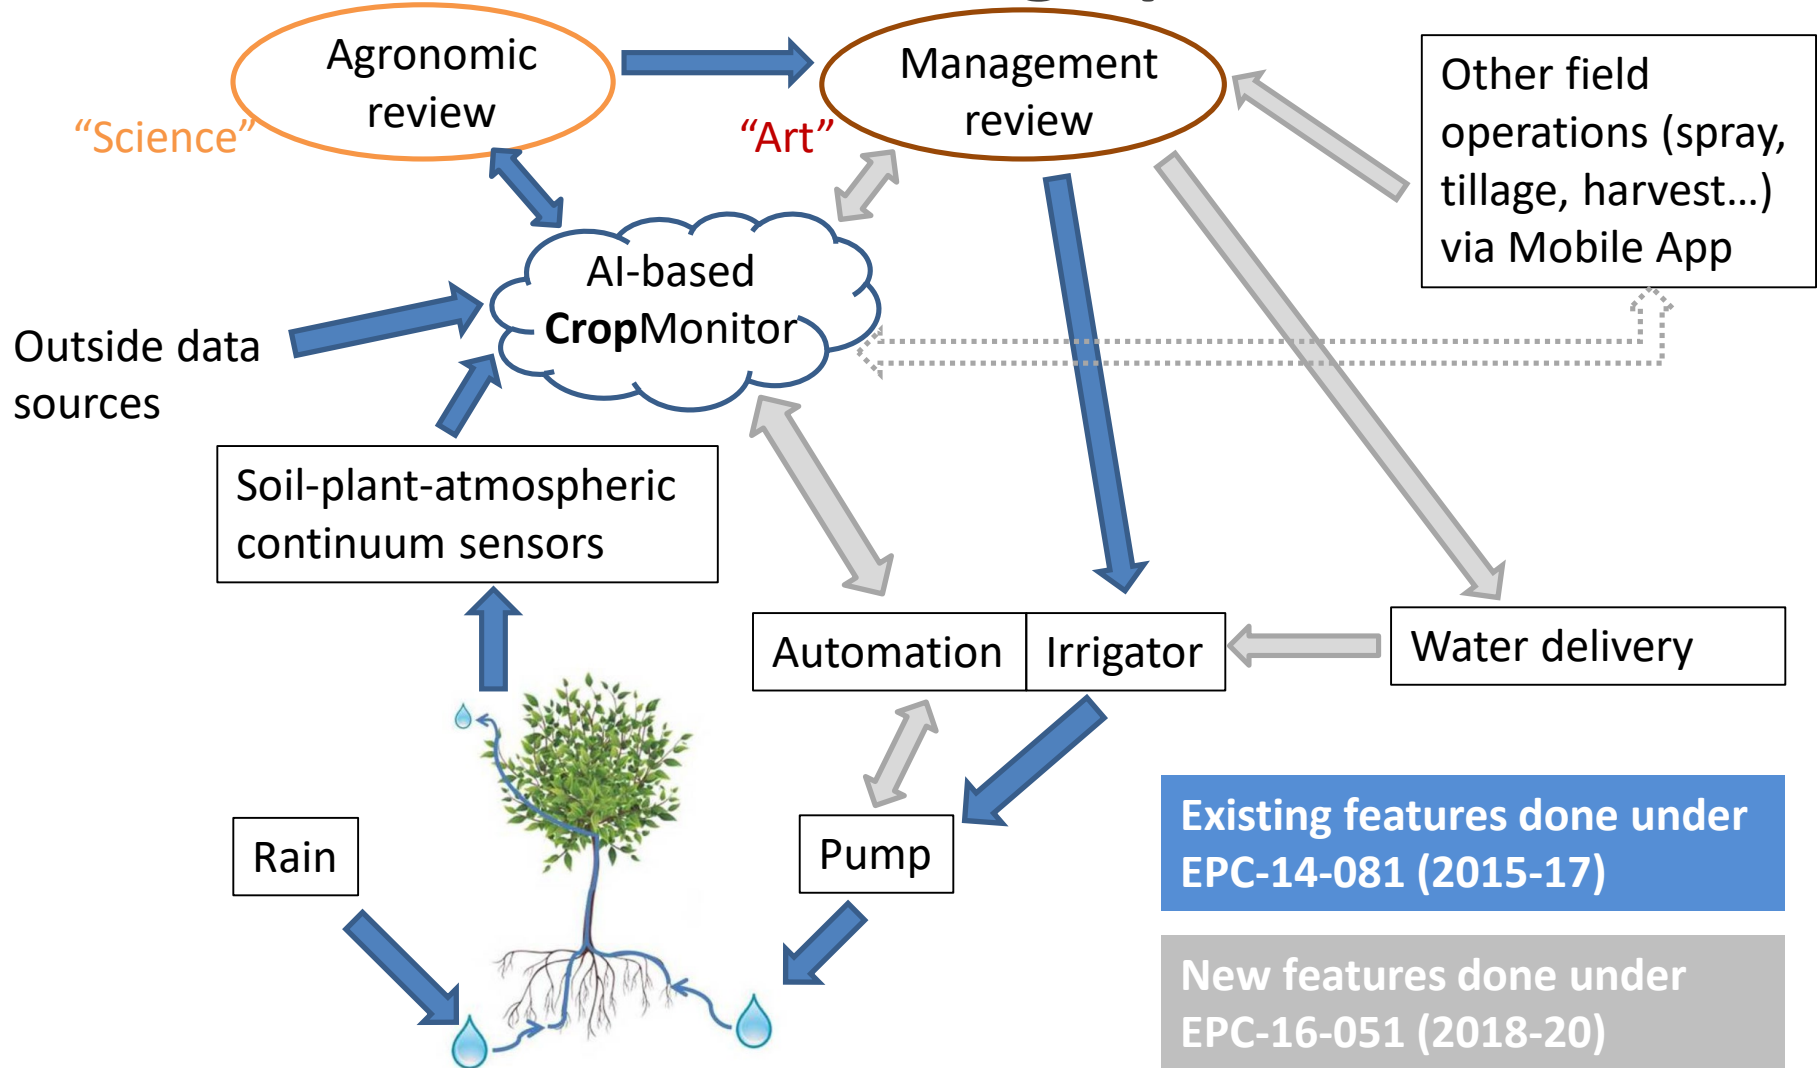 Agronomic
review
Management
review
"Science"
"Art"
Other field
operations (spray,
tillage, harvest...)
via Mobile App
AI-based
CropMonitor
Outside data
sources
Soil-plant-atmospheric
continuum sensors
Automation
Irrigator
Water delivery
Rain
Pump
Existing features done under
EPC-14-081 (2015-17)
New features done under
EPC-16-051 (2018-20)